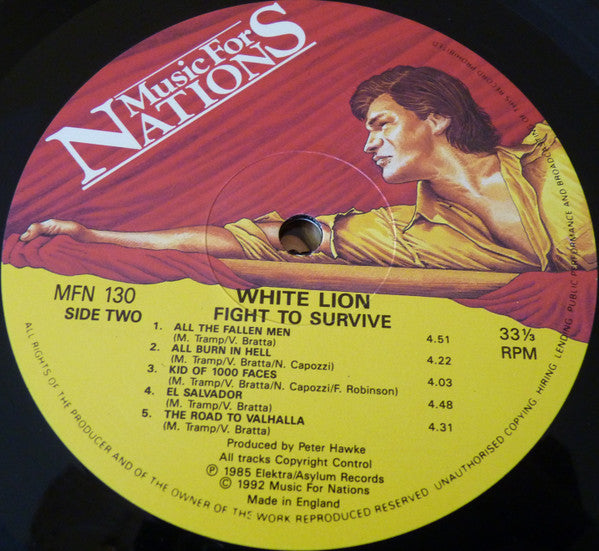 Music For
NATIONS
MFN 130
SIDE TWO
WHITE LION
FIGHT TO SURVIVE
33⅓
RPM
1. ALL THE FALLEN MEN 4.51
(M. Tramp/V. Bratta)
2. ALL BURN IN HELL 4.22
(M. Tramp/V. Bratta/N. Capozzi)
3. KID OF 1000 FACES 4.03
(M. Tramp/V. Bratta/N. Capozzi/F. Robinson)
4. EL SALVADOR 4.48
(M. Tramp/V. Bratta)
5. THE ROAD TO VALHALLA 4.31
(M. Tramp/V. Bratta)
Produced by Peter Hawke
All tracks Copyright Control
Ⓟ 1985 Elektra/Asylum Records
© 1992 Music For Nations
Made in England
ALL RIGHTS OF THE PRODUCER AND OF THE OWNER OF THE WORK REPRODUCED RESERVED UNAUTHORISED COPYING HIRING LENDING PUBLIC PERFORMANCE AND BROADCASTING OF THIS RECORD PROHIBITED